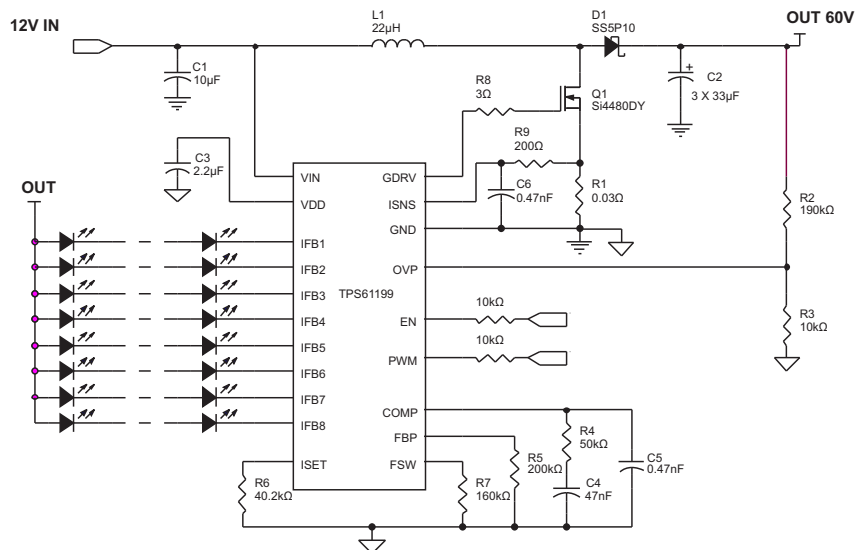 12V IN
L1
22µH
D1
SS5P10
OUT 60V
C1
10µF
R8
3Ω
Q1
Si4480DY
+
C2
3 X 33µF
C3
2.2µF
R9
200Ω
C6
0.47nF
R1
0.03Ω
R2
190kΩ
OUT
VIN
GDRV
VDD
ISNS
GND
IFB1
IFB2
OVP
IFB3
TPS61199
IFB4
EN
10kΩ
IFB5
IFB6
PWM
10kΩ
IFB7
IFB8
R3
10kΩ
COMP
FBP
ISET
FSW
R4
50kΩ
C5
0.47nF
R5
200kΩ
C4
47nF
R6
40.2kΩ
R7
160kΩ